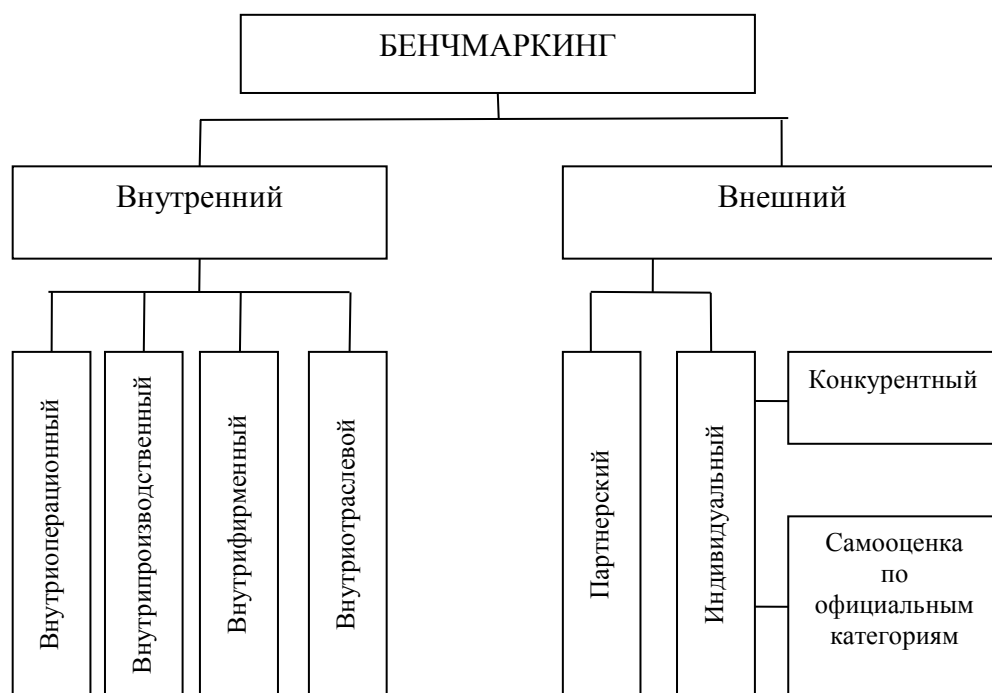 БЕНЧМАРКИНГ
Внутренний
Внешний
Внутриоперационный
Внутрипроизводственный
Внутрифирменный
Внутриотраслевой
Партнерский
Индивидуальный
Конкурентный
Самооценка
по
официальным
категориям